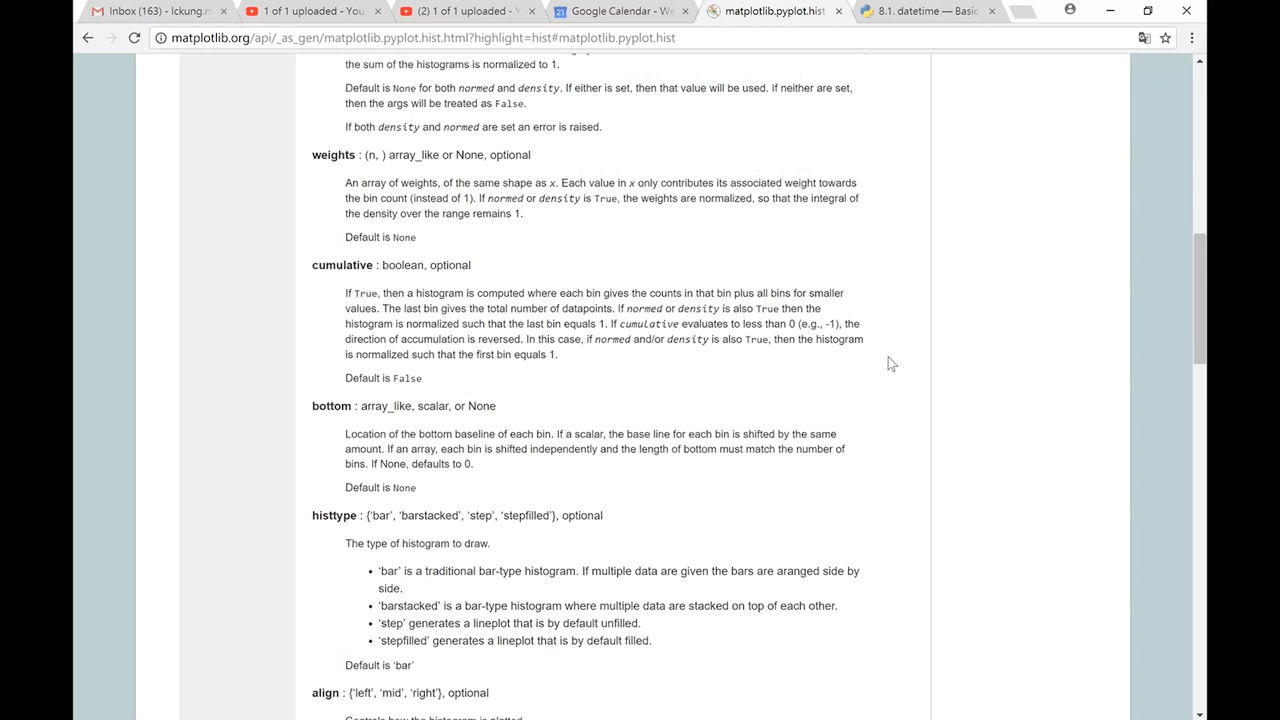 Inbox (163) - lckung.n
1 of 1 uploaded - You
(2) 1 of 1 uploaded - Y
21 Google Calendar - We
matplotlib.pyplot.hist
8.1. datetime — Basic
matplotlib.org/api/_as_gen/matplotlib.pyplot.hist.html?highlight=hist#matplotlib.pyplot.hist
the sum of the histograms is normalized to 1.
Default is None for both normed and density. If either is set, then that value will be used. If neither are set,
then the args will be treated as False.
If both density and normed are set an error is raised.
weights : (n, ) array_like or None, optional
An array of weights, of the same shape as x. Each value in x only contributes its associated weight towards
the bin count (instead of 1). If normed or density is True, the weights are normalized, so that the integral of
the density over the range remains 1.
Default is None
cumulative : boolean, optional
If True, then a histogram is computed where each bin gives the counts in that bin plus all bins for smaller
values. The last bin gives the total number of datapoints. If normed or density is also True then the
histogram is normalized such that the last bin equals 1. If cumulative evaluates to less than 0 (e.g., -1), the
direction of accumulation is reversed. In this case, if normed and/or density is also True, then the histogram
is normalized such that the first bin equals 1.
Default is False
bottom : array_like, scalar, or None
Location of the bottom baseline of each bin. If a scalar, the base line for each bin is shifted by the same
amount. If an array, each bin is shifted independently and the length of bottom must match the number of
bins. If None, defaults to 0.
Default is None
histtype : {‘bar’, ‘barstacked’, ‘step’, ‘stepfilled’}, optional
The type of histogram to draw.
• ‘bar’ is a traditional bar-type histogram. If multiple data are given the bars are aranged side by
side.
• ‘barstacked’ is a bar-type histogram where multiple data are stacked on top of each other.
• ‘step’ generates a lineplot that is by default unfilled.
• ‘stepfilled’ generates a lineplot that is by default filled.
Default is ‘bar’
align : {‘left’, ‘mid’, ‘right’}, optional
Controls how the histogram is plotted.